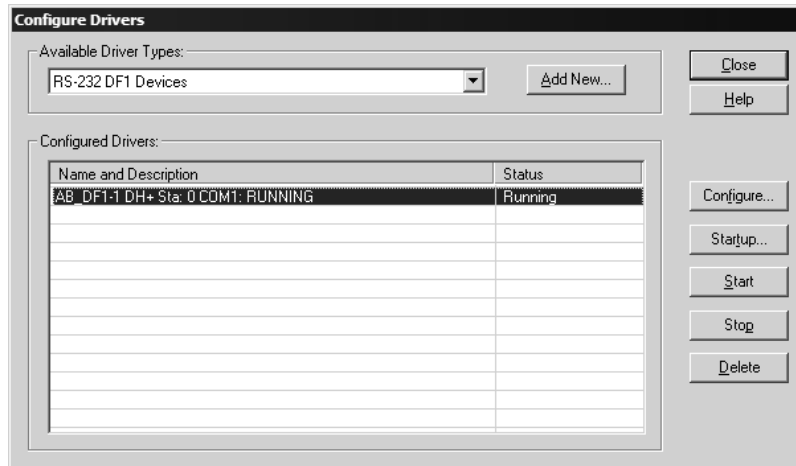 Configure Drivers
Available Driver Types:
RS-232 DF1 Devices
Add New...
Close
Help
Configured Drivers:
Name and Description Status
AB_DF1-1 DH+ Sta: 0 COM1: RUNNING Running
Configure...
Startup...
Start
Stop
Delete